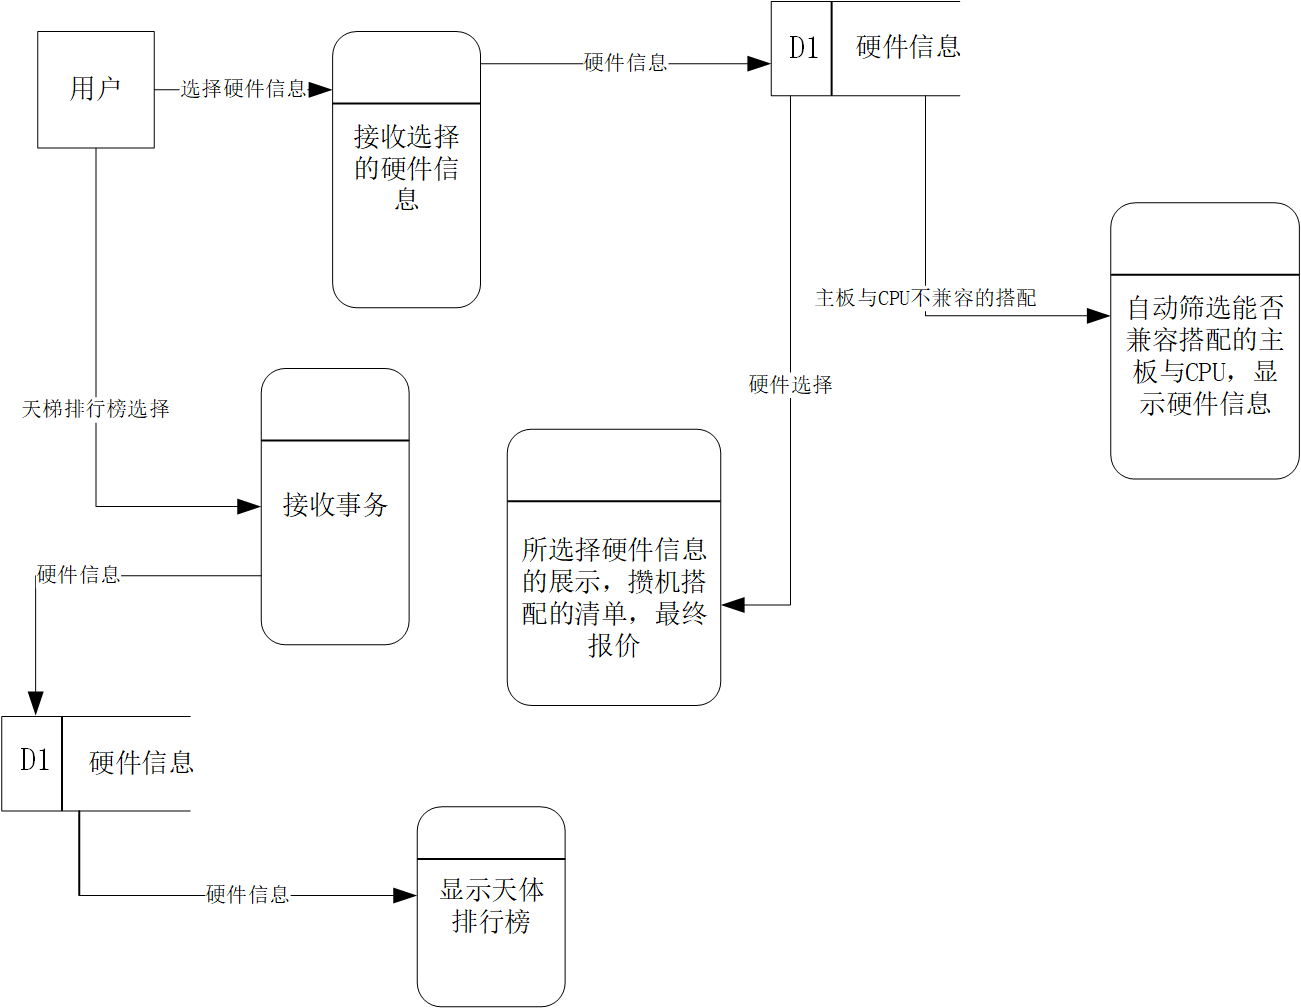 用户
选择硬件信息
接收选择
的硬件信
息
硬件信息
D1
硬件信息
主板与CPU不兼容的搭配
自动筛选能否
兼容搭配的主
板与CPU，显
示硬件信息
硬件选择
天梯排行榜选择
接收事务
所选择硬件信息
的展示，攒机搭
配的清单，最终
报价
硬件信息
D1
硬件信息
硬件信息
显示天体
排行榜